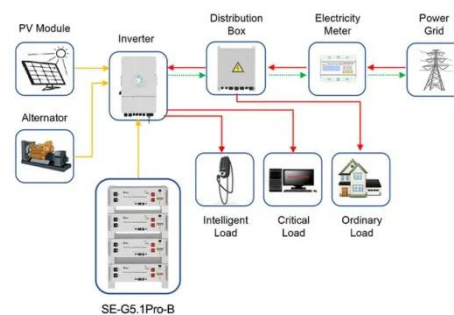 PV Module
Inverter
Distribution
Box
Electricity
Meter
Power
Grid
Alternator
Intelligent
Load
Critical
Load
Ordinary
Load
SE-G5.1Pro-B